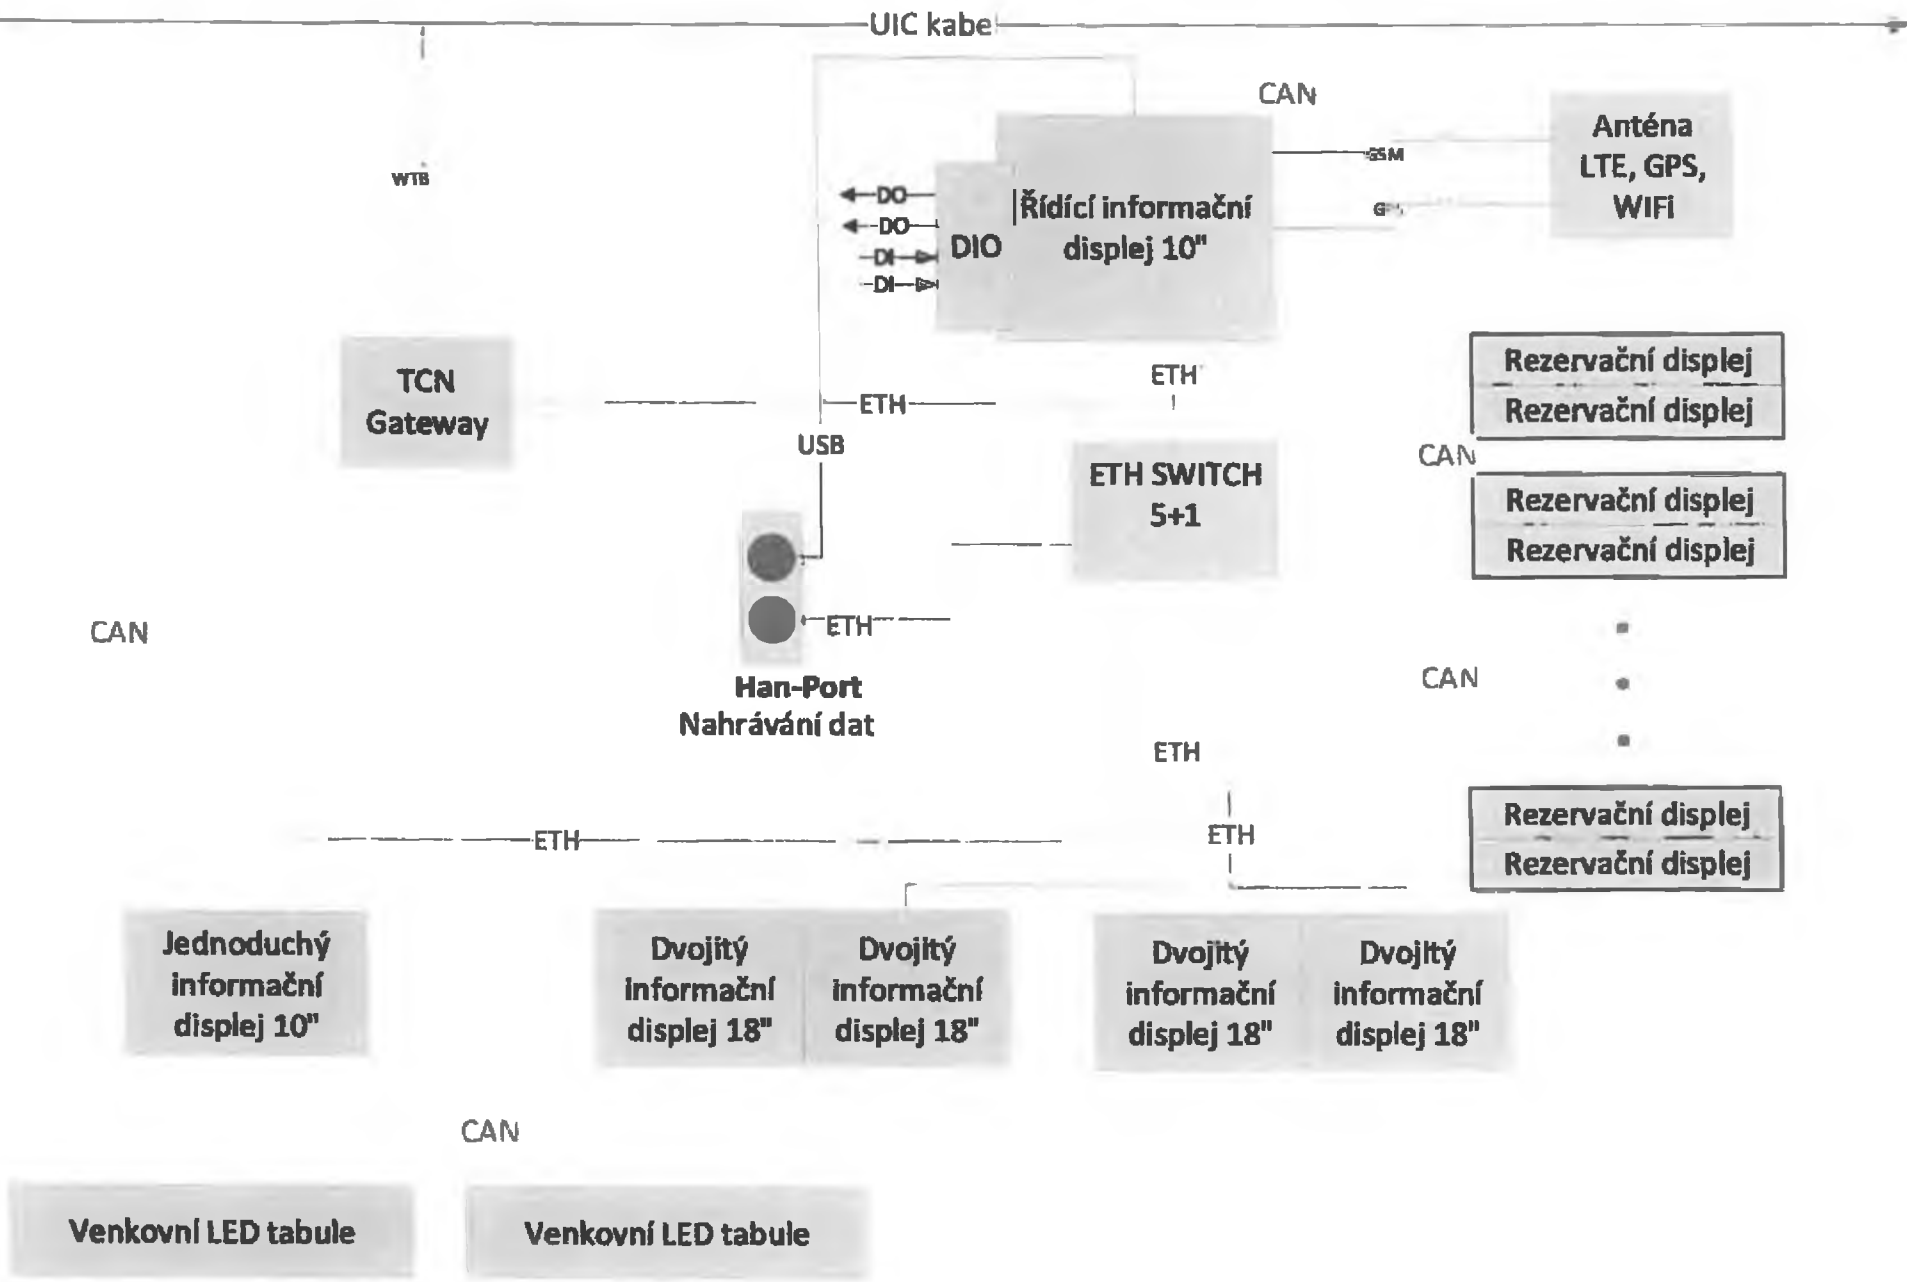 UIC kabe
CAN
Anténa
LTE, GPS,
WiFi
GSM
WTB
DO
DO
DI
DI
DIO
Řídící informační
displej 10"
TCN
Gateway
ETH
ETH
USB
ETH SWITCH
5+1
Rezervační displej
Rezervační displej
CAN
Rezervační displej
Rezervační displej
CAN
ETH
Han-Port
Nahrávání dat
CAN
ETH
ETH
ETH
Rezervační displej
Rezervační displej
Jednoduchý
informační
displej 10"
Dvojitý
informační
displej 18"
Dvojitý
informační
displej 18"
Dvojitý
informační
displej 18"
Dvojitý
informační
displej 18"
CAN
Venkovní LED tabule
Venkovní LED tabule